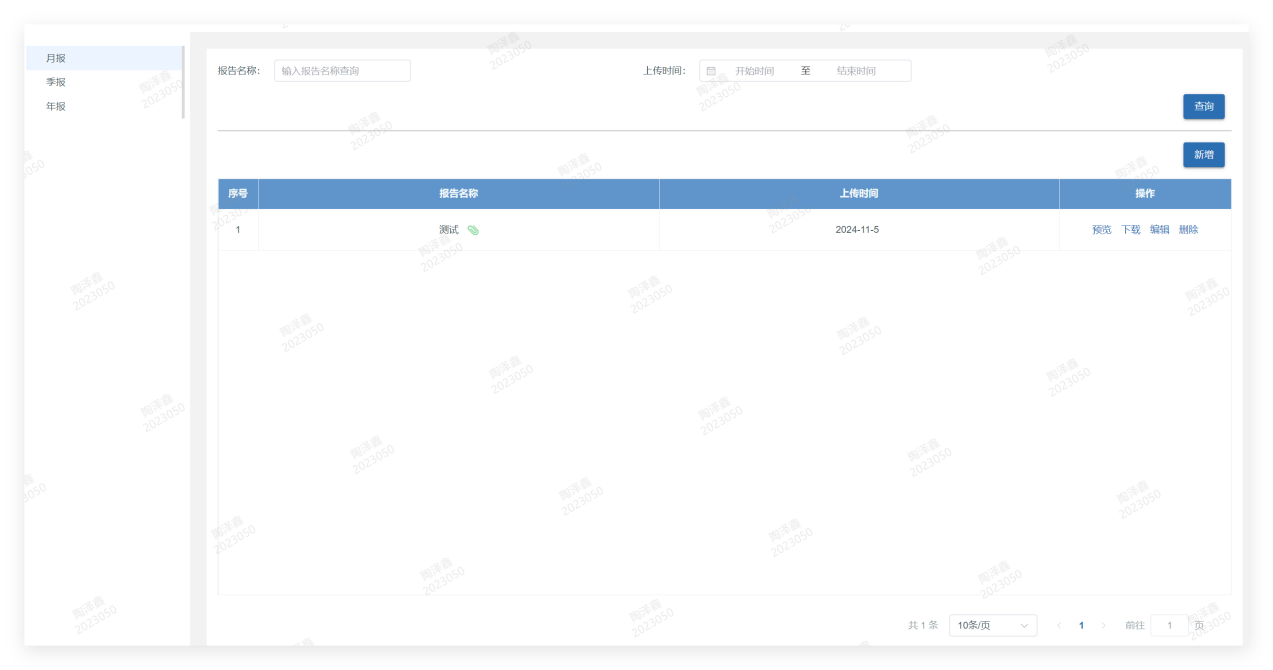 月报
季报
年报
报告名称: 输入报告名称查询 上传时间: 开始时间 至 结束时间
查询
新增
序号 报告名称 上传时间 操作
1 测试 2024-11-5 预览 下载 编辑 删除
共 1 条 10条/页 1 前往 1 页
陶泽鑫
2023050